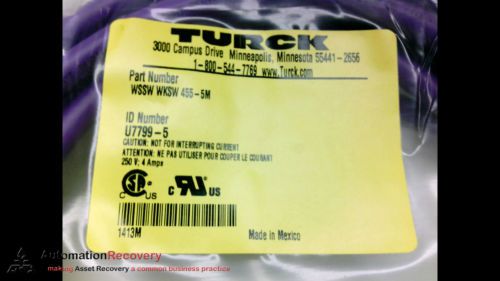 TURCK
3000 Campus Drive Minneapolis, Minnesota 55441-2656
1-800-544-7769 www.Turck.com
Part Number
WSSW WKSW 455-5M
ID Number
U7799-5
CAUTION: NOT FOR INTERRUPTING CURRENT
ATTENTION: NE PAS UTILISER POUR COUPER LE COURANT
250 V: 4 Amps
C US
C US
1413M
Made in Mexico
AutomationRecovery
making Asset Recovery a common business practice